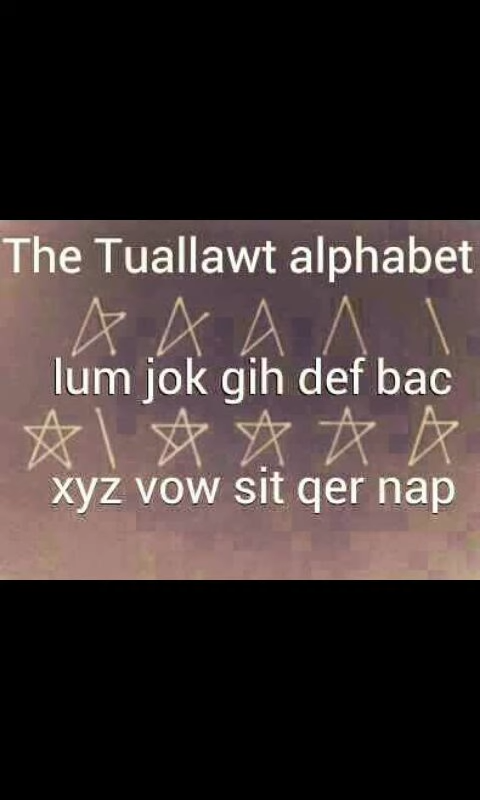 The Tuallawt alphabet
lum jok gih def bac
xyz vow sit qer nap